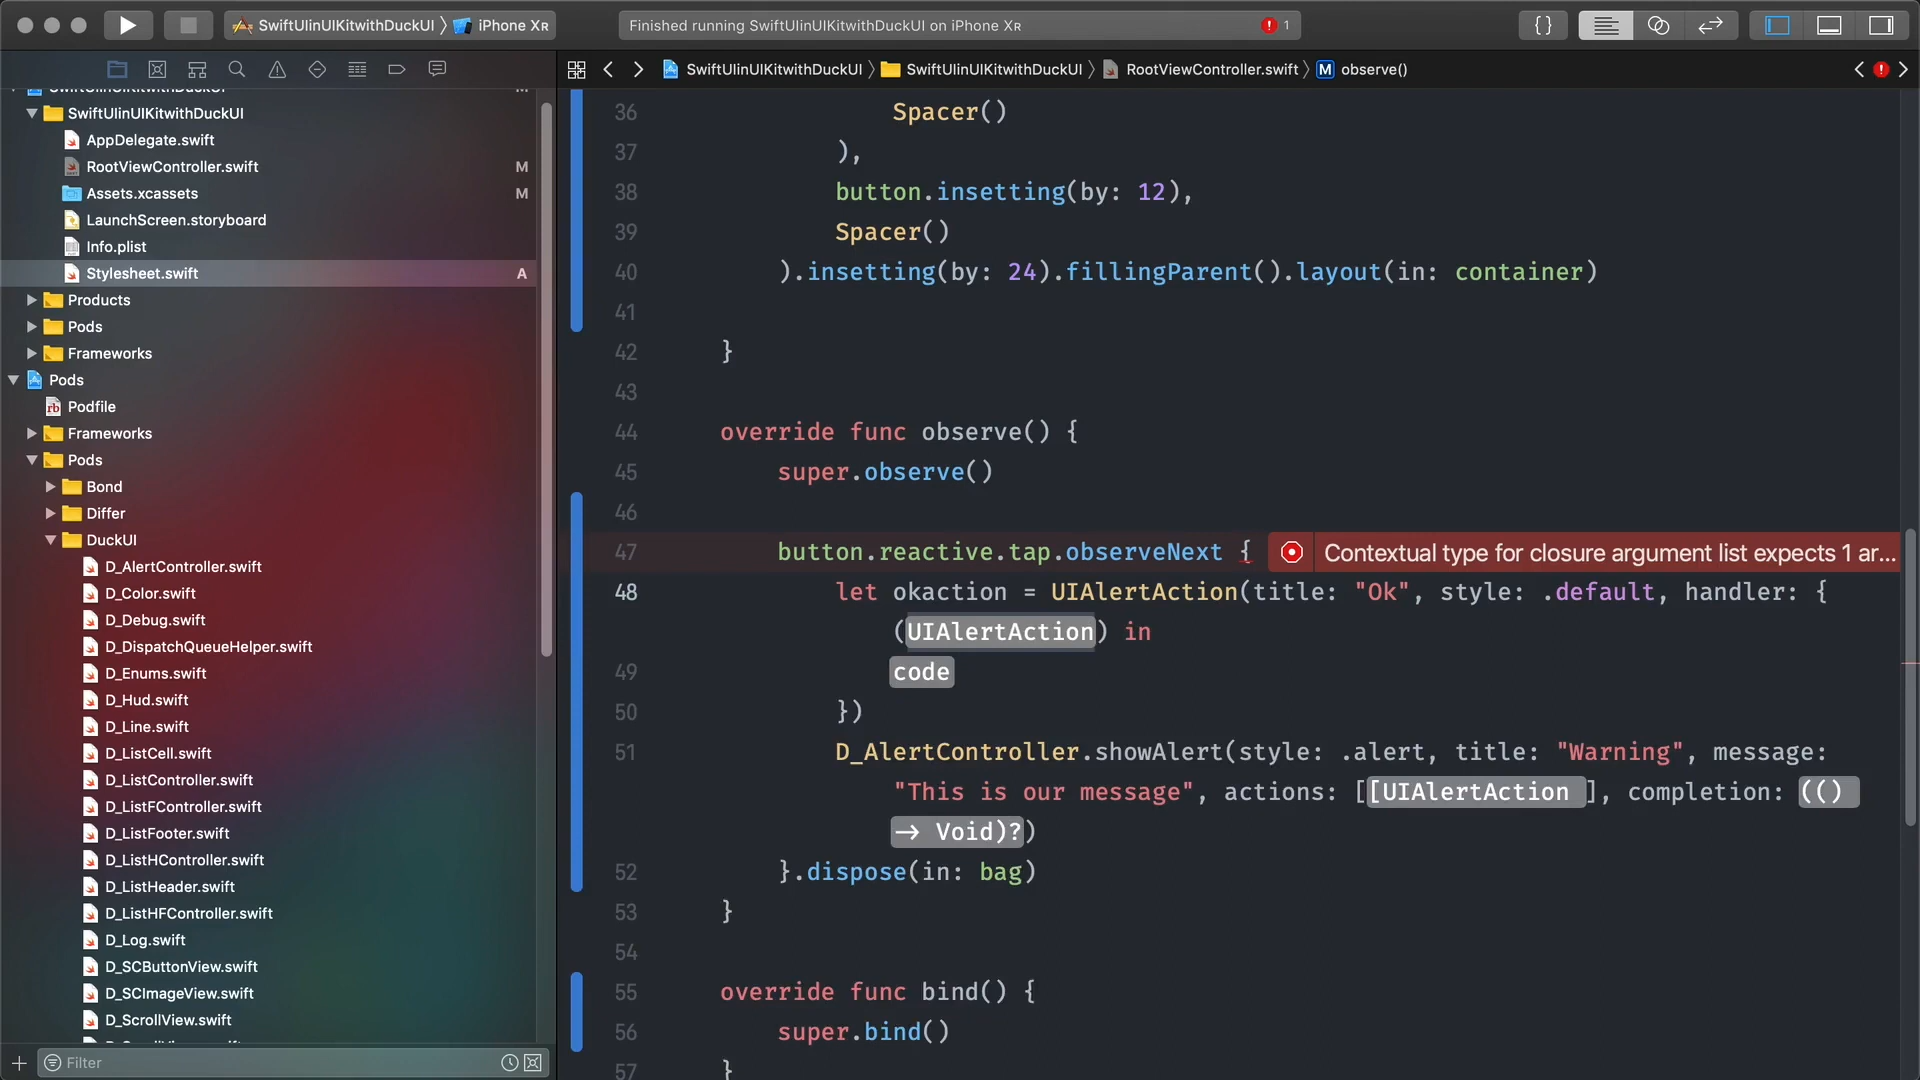 SwiftUIinUIKitwithDuckUI
iPhone XR
Finished running SwiftUIinUIKitwithDuckUI on iPhone XR
1
{}
SwiftUIinUIKitwithDuckUI
M
SwiftUIinUIKitwithDuckUI
AppDelegate.swift
RootViewController.swift
M
Assets.xcassets
M
LaunchScreen.storyboard
Info.plist
Stylesheet.swift
A
Products
Pods
Frameworks
Pods
rb
Podfile
Frameworks
Pods
Bond
Differ
DuckUI
D_AlertController.swift
D_Color.swift
D_Debug.swift
D_DispatchQueueHelper.swift
D_Enums.swift
D_Hud.swift
D_Line.swift
D_ListCell.swift
D_ListController.swift
D_ListFController.swift
D_ListFooter.swift
D_ListHController.swift
D_ListHeader.swift
D_ListHFController.swift
D_Log.swift
D_SCButtonView.swift
D_SCImageView.swift
D_ScrollView.swift
Filter
SwiftUIinUIKitwithDuckUI
SwiftUIinUIKitwithDuckUI
RootViewController.swift
M
observe()
36 Spacer()
37 ),
38 button.insetting(by: 12),
39 Spacer()
40 ).insetting(by: 24).fillingParent().layout(in: container)
41
42 }
43
44 override func observe() {
45 super.observe()
46
47 button.reactive.tap.observeNext { Contextual type for closure argument list expects 1 ar...
48 let okaction = UIAlertAction(title: "Ok", style: .default, handler: {
(UIAlertAction) in
49 code
50 })
51 D_AlertController.showAlert(style: .alert, title: "Warning", message:
"This is our message", actions: [[UIAlertAction ], completion: (()
-> Void)?)
52 }.dispose(in: bag)
53 }
54
55 override func bind() {
56 super.bind()
57 }